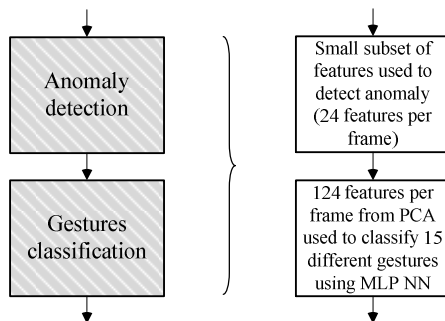 Anomaly
detection
Gestures
classification
Small subset of
features used to
detect anomaly
(24 features per
frame)
124 features per
frame from PCA
used to classify 15
different gestures
using MLP NN